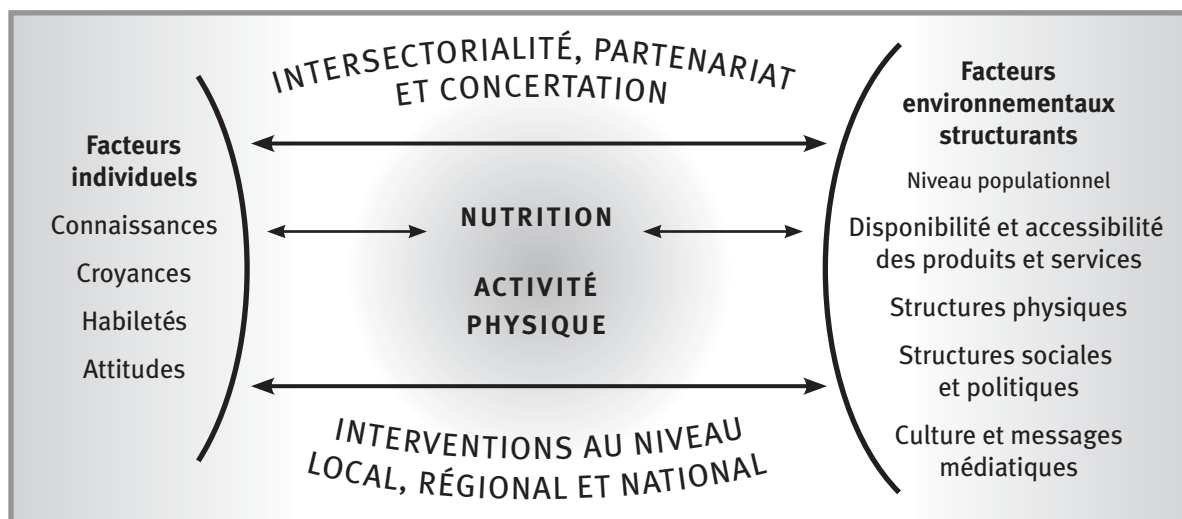 INTERSECTORIALITÉ, PARTENARIAT
ET CONCERTATION
Facteurs
individuels
Connaissances
Croyances
Habiletés
Attitudes
NUTRITION
ACTIVITÉ
PHYSIQUE
INTERVENTIONS AU NIVEAU
LOCAL, RÉGIONAL ET NATIONAL
Facteurs
environnementaux
structurants
Niveau populationnel
Disponibilité et accessibilité
des produits et services
Structures physiques
Structures sociales
et politiques
Culture et messages
médiatiques